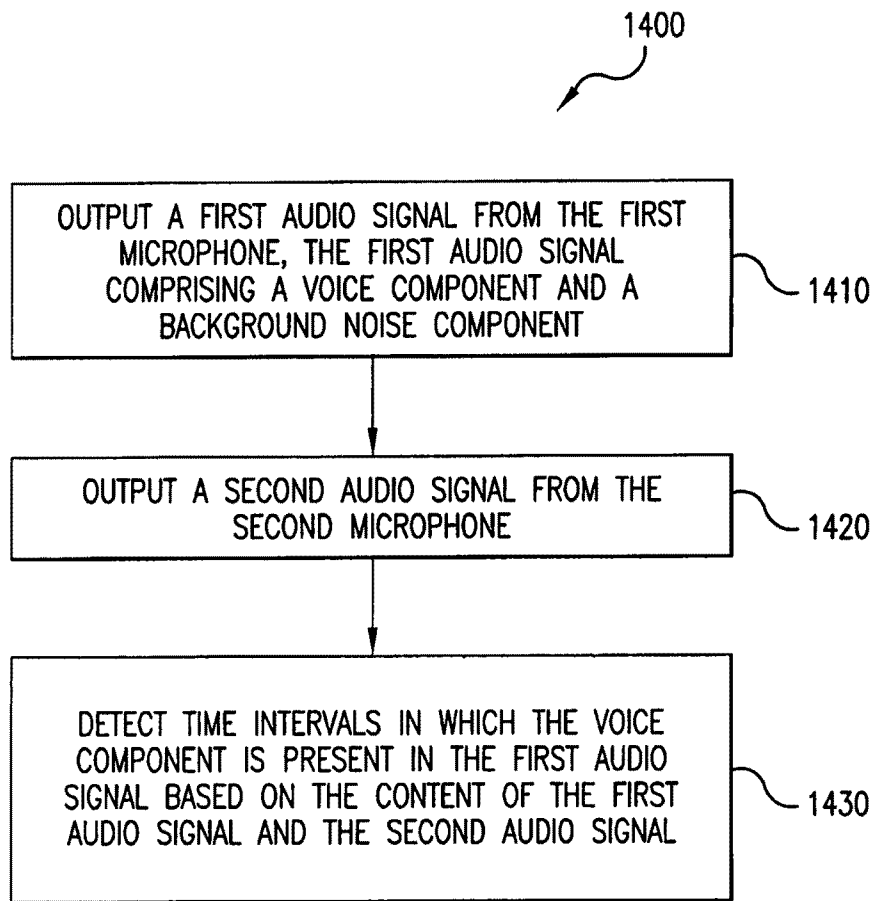 1400
OUTPUT A FIRST AUDIO SIGNAL FROM THE FIRST
MICROPHONE, THE FIRST AUDIO SIGNAL
COMPRISING A VOICE COMPONENT AND A
BACKGROUND NOISE COMPONENT
1410
OUTPUT A SECOND AUDIO SIGNAL FROM THE
SECOND MICROPHONE
1420
DETECT TIME INTERVALS IN WHICH THE VOICE
COMPONENT IS PRESENT IN THE FIRST AUDIO
SIGNAL BASED ON THE CONTENT OF THE FIRST
AUDIO SIGNAL AND THE SECOND AUDIO SIGNAL
1430